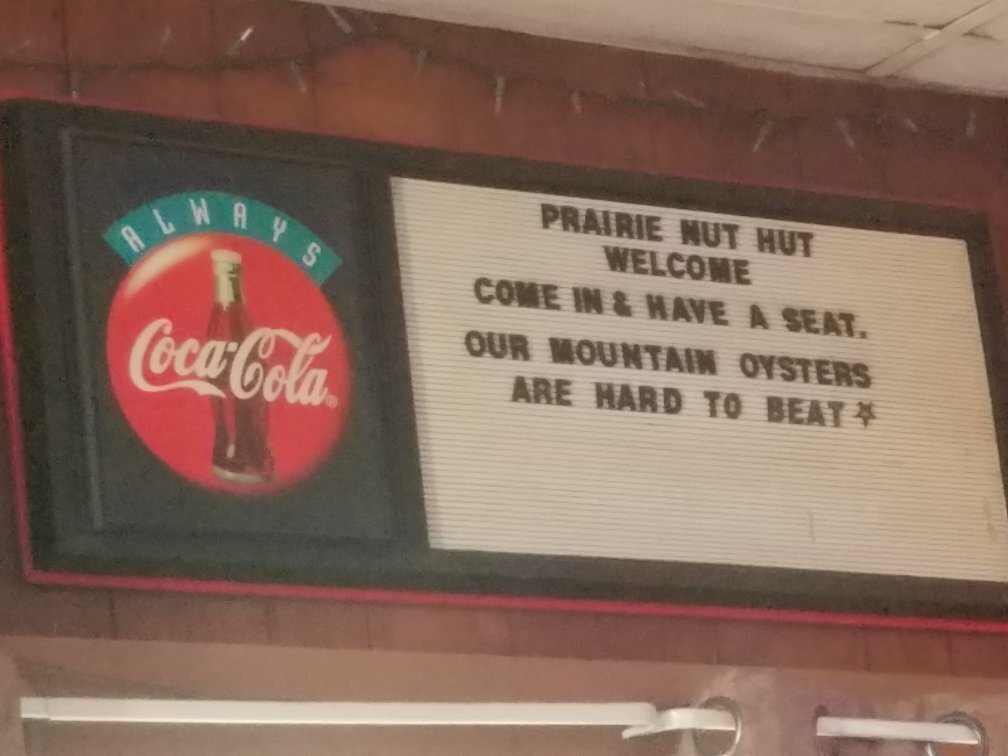 ALWAYS
Coca-Cola®
PRAIRIE NUT HUT
WELCOME
COME IN & HAVE A SEAT.
OUR MOUNTAIN OYSTERS
ARE HARD TO BEAT☆